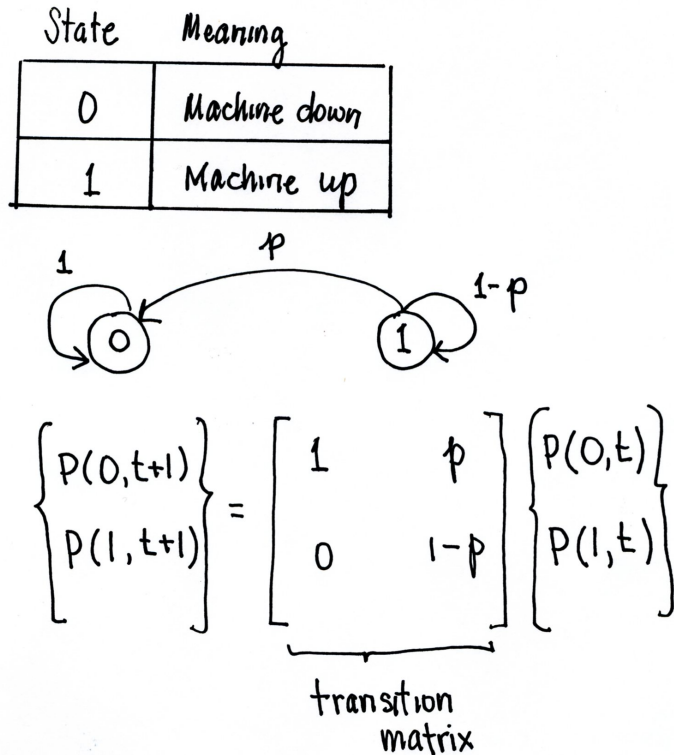 State Meaning
0 Machine down
1 Machine up
p
1 1-p
0 1
P(0,t+1) = 1 p P(0,t)
P(1,t+1) 0 1-p P(1,t)
transition
matrix